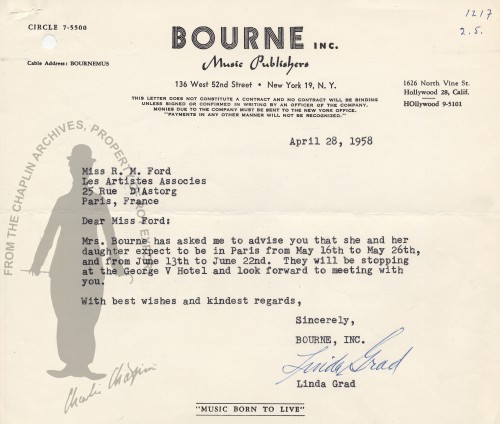 CIRCLE 7-5500
1217
2.5.
BOURNE INC.
Music Publishers
Cable Address: BOURNEMUS
136 West 52nd Street • New York 19, N. Y.
1626 North Vine St.
Hollywood 28, Calif.
HOllywood 9-5101
THIS LETTER DOES NOT CONSTITUTE A CONTRACT AND NO CONTRACT WILL BE BINDING
UNLESS SIGNED OR CONFIRMED IN WRITING BY AN OFFICER OF THE COMPANY.
MONIES DUE TO THE COMPANY MUST BE SENT TO THE NEW YORK OFFICE.
"PAYMENTS IN ANY OTHER MANNER WILL NOT BE RECOGNIZED."
April 28, 1958
Miss R. M. Ford
Les Artistes Associes
25 Rue D'Astorg
Paris, France
Dear Miss Ford:
Mrs. Bourne has asked me to advise you that she and her
daughter expect to be in Paris from May 16th to May 26th,
and from June 13th to June 22nd. They will be stopping
at the George V Hotel and look forward to meeting with
you.
With best wishes and kindest regards,
Sincerely,
BOURNE, INC.
Linda Grad
Linda Grad
"MUSIC BORN TO LIVE"
FROM THE CHAPLIN ARCHIVES, PROPERTY OF ROY EXPORT
Charlie Chaplin